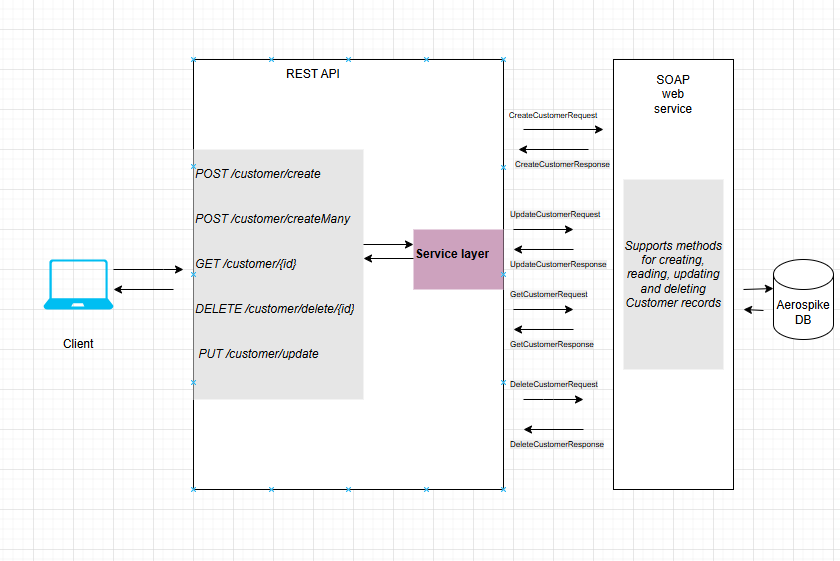 REST API
POST /customer/create
POST /customer/createMany
GET /customer/{id}
DELETE /customer/delete/{id}
PUT /customer/update
Client
Service layer
CreateCustomerRequest
CreateCustomerResponse
UpdateCustomerRequest
UpdateCustomerResponse
GetCustomerRequest
GetCustomerResponse
DeleteCustomerRequest
DeleteCustomerResponse
SOAP
web
service
Supports methods
for creating,
reading, updating
and deleting
Customer records
Aerospike
DB